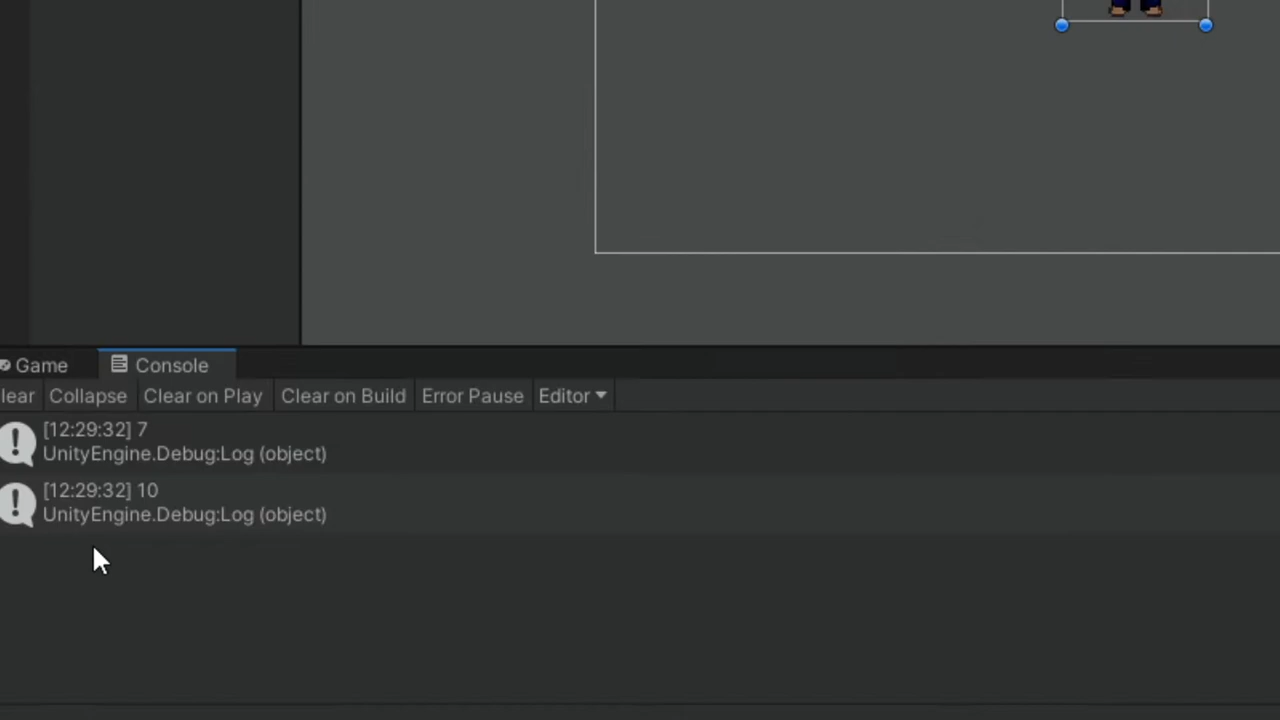 Game Console
lear Collapse Clear on Play Clear on Build Error Pause Editor
[12:29:32] 7
UnityEngine.Debug:Log (object)
[12:29:32] 10
UnityEngine.Debug:Log (object)